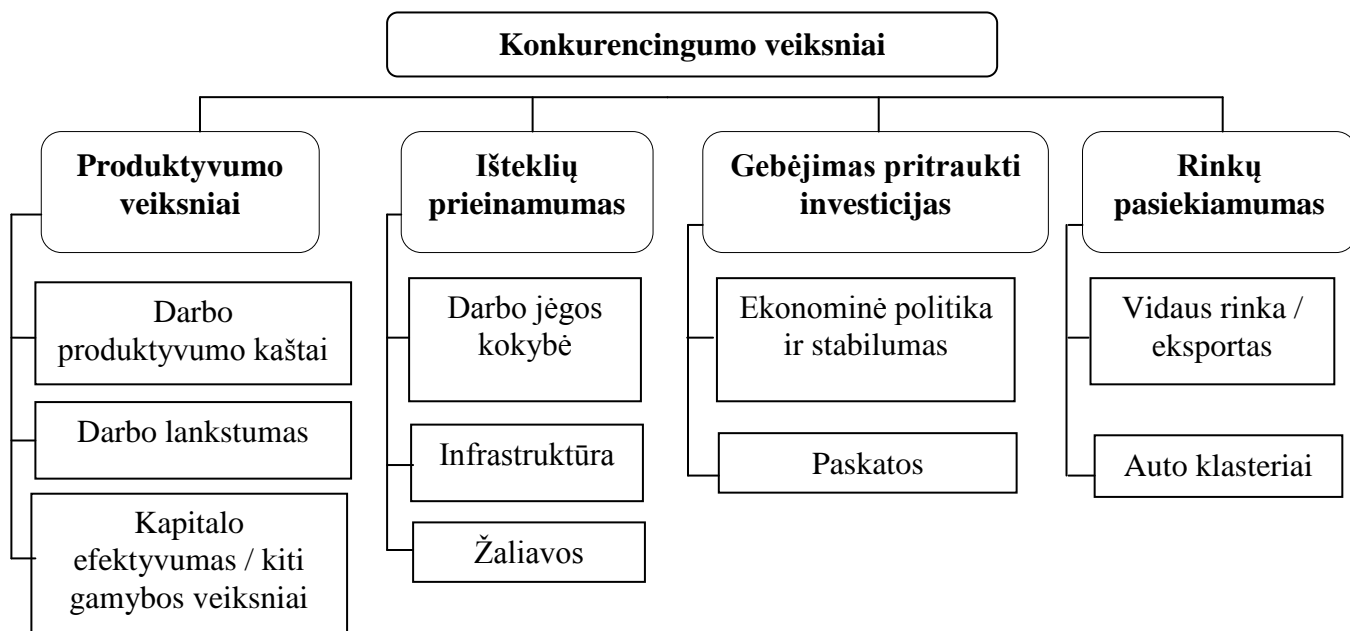 Konkurencingumo veiksniai
Produktyvumo
veiksniai
Išteklių
prieinamumas
Gebėjimas pritraukti
investicijas
Rinkų
pasiekiamumas
Darbo
produktyvumo kaštai
Darbo jėgos
kokybė
Ekonominė politika
ir stabilumas
Vidaus rinka /
eksportas
Darbo lankstumas
Infrastruktūra
Paskatos
Auto klasteriai
Kapitalo
efektyvumas / kiti
gamybos veiksniai
Žaliavos